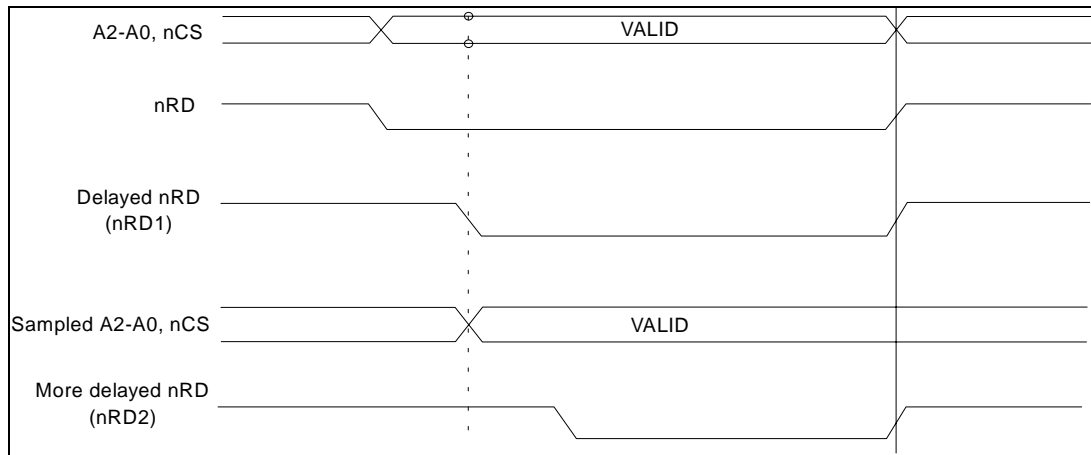 A2-A0, nCS
VALID
nRD
Delayed nRD
(nRD1)
Sampled A2-A0, nCS
VALID
More delayed nRD
(nRD2)